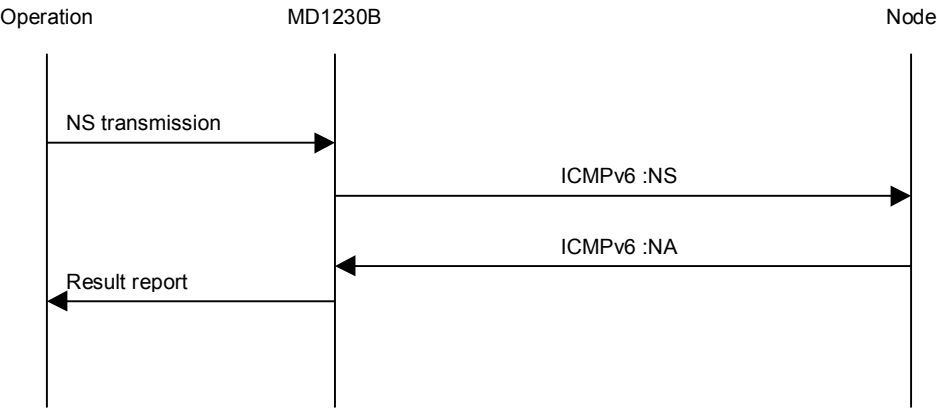 Operation
MD1230B
Node
NS transmission
ICMPv6 :NS
ICMPv6 :NA
Result report